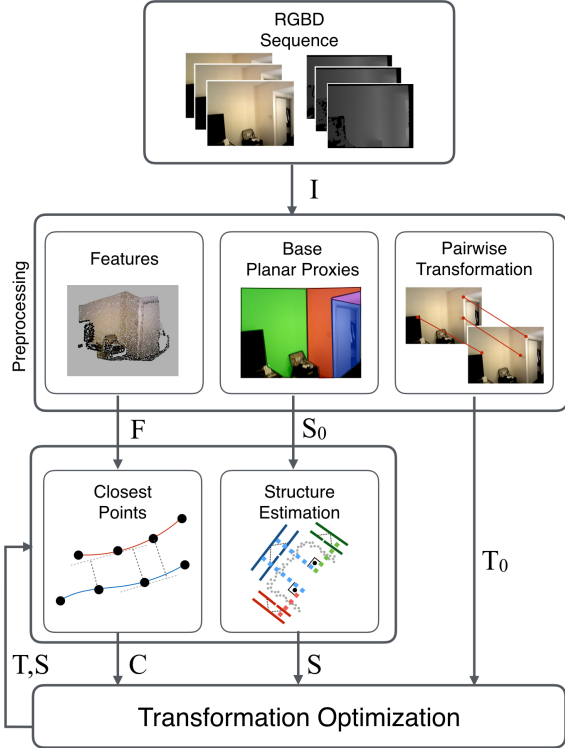 RGBD
Sequence
I
Preprocessing
Features
Base
Planar Proxies
Pairwise
Transformation
F
S₀
T₀
Closest
Points
Structure
Estimation
T,S
C
S
Transformation Optimization